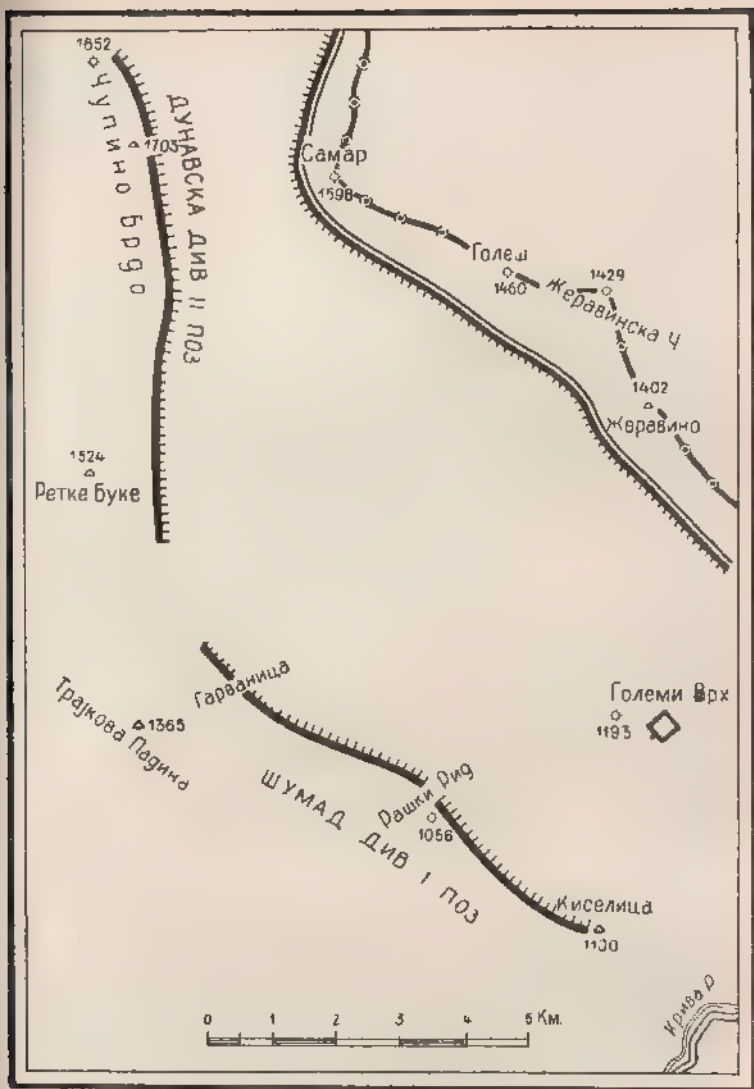 1652
Чупино брдо
1703
ДУНАВСКА ДИВ II ПОЗ
Самар
1598
Голеш
1460
1429
Жеравинска Ч
1402
Жеравино
1524
Ретке буке
Гарваница
Трајкова Падина
1365
Големи Врх
1193
Рашки Рид
1056
ШУМАД ДИВ I ПОЗ
Киселица
1100
Крива Р
0 1 2 3 4 5 Км.